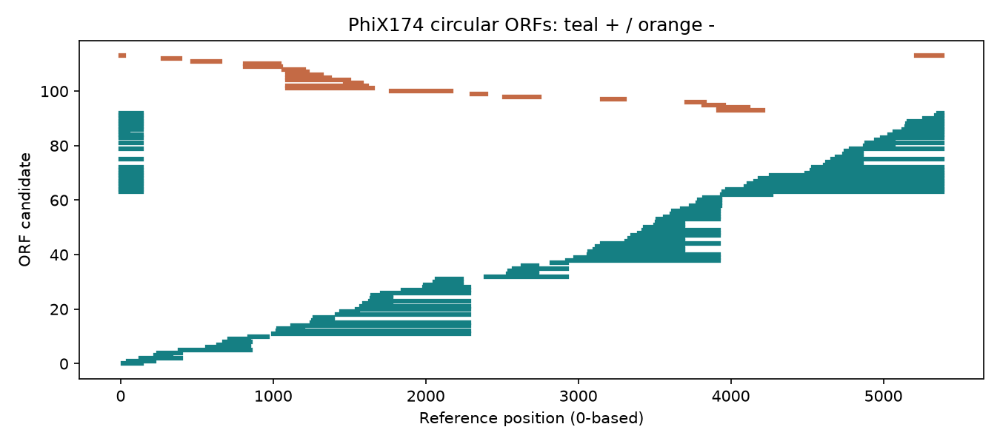 PhiX174 circular ORFs: teal + / orange -
ORF candidate
100
80
60
40
20
0
0 1000 2000 3000 4000 5000
Reference position (0-based)